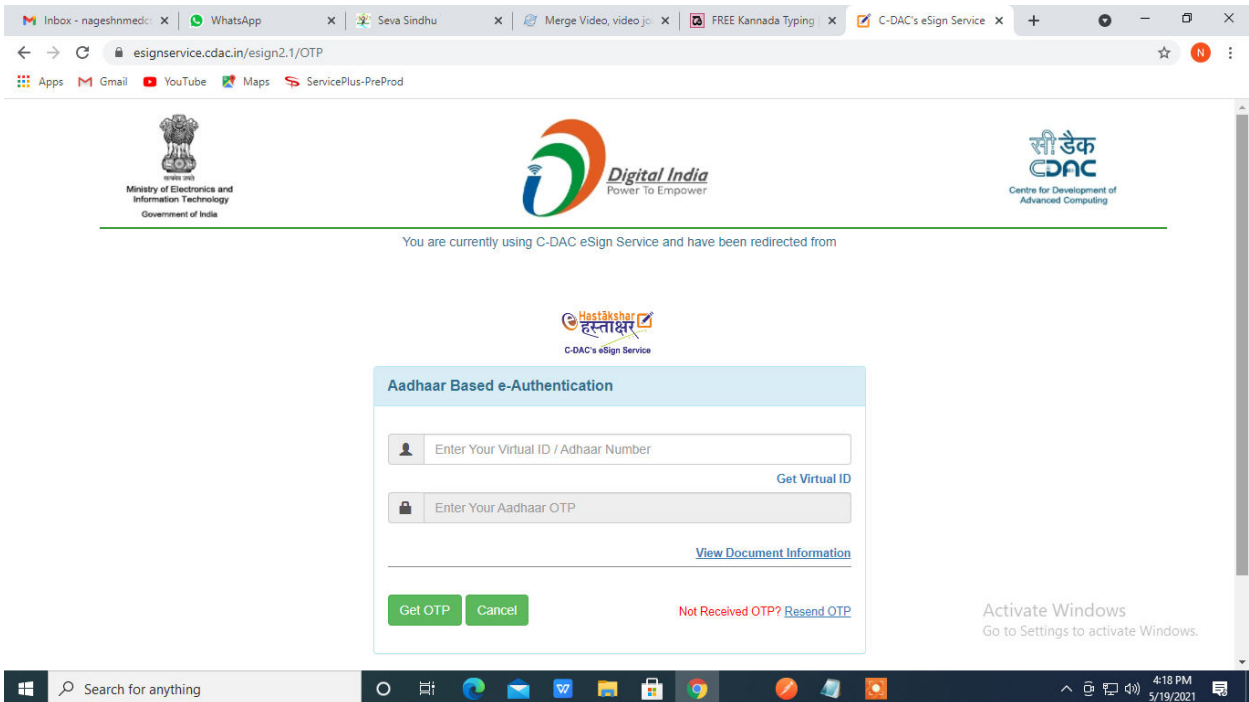 Inbox - nageshnmedc
WhatsApp
Seva Sindhu
Merge Video, video jo
FREE Kannada Typing
C-DAC's eSign Service
esignservice.cdac.in/esign2.1/OTP
N
Apps
Gmail
YouTube
Maps
ServicePlus-PreProd
सत्यमेव जयते
Ministry of Electronics and
Information Technology
Government of India
Digital India
Power To Empower
सी डैक
CDAC
Centre for Development of
Advanced Computing
You are currently using C-DAC eSign Service and have been redirected from
e Hastākshar
हस्ताक्षर
C-DAC's eSign Service
Aadhaar Based e-Authentication
Enter Your Virtual ID / Adhaar Number
Get Virtual ID
Enter Your Aadhaar OTP
View Document Information
Get OTP
Cancel
Not Received OTP? Resend OTP
Activate Windows
Go to Settings to activate Windows.
Search for anything
4:18 PM
5/19/2021